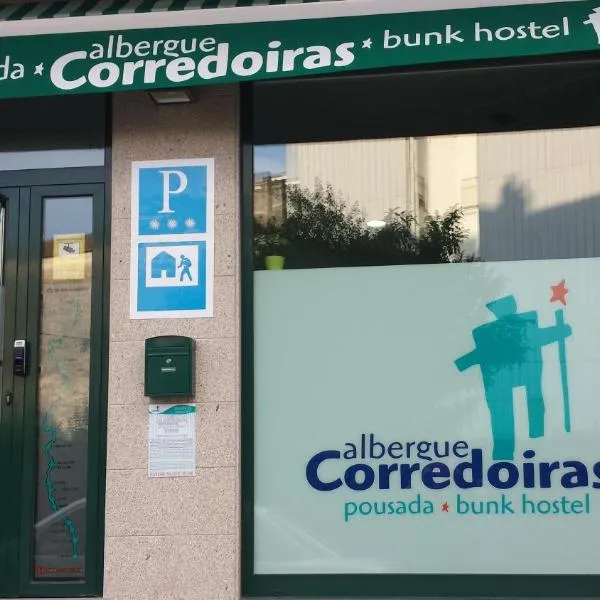 da ★ albergue Corredoiras ★ bunk hostel
P
albergue
Corredoiras
pousada ★ bunk hostel